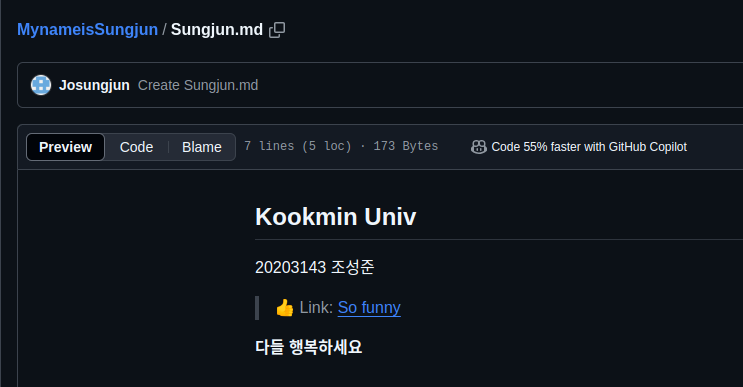 MynameisSungjun / Sungjun.md
Josungjun Create Sungjun.md
Preview Code Blame 7 lines (5 loc) · 173 Bytes Code 55% faster with GitHub Copilot
Kookmin Univ
20203143 조성준
👍 Link: So funny
다들 행복하세요